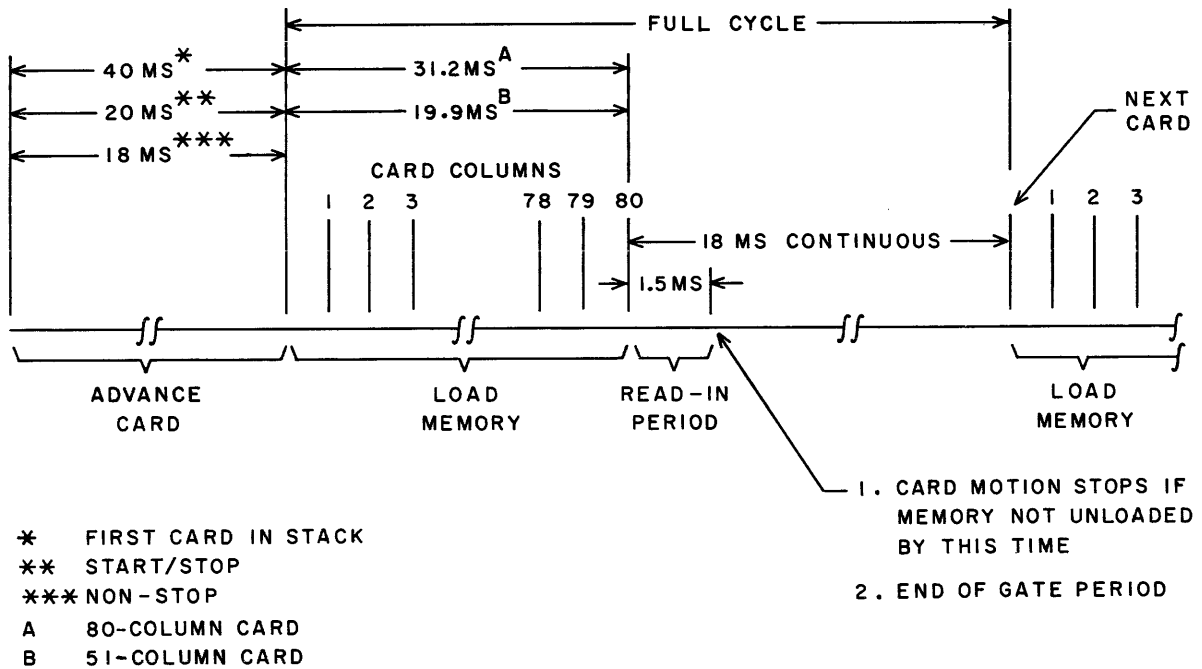 FULL CYCLE
40 MS*
31.2MS A
20 MS**
19.9MS B
NEXT
CARD
18 MS***
CARD COLUMNS
1 2 3 78 79 80
1 2 3
18 MS CONTINUOUS
1.5MS
ADVANCE
CARD
LOAD
MEMORY
READ-IN
PERIOD
LOAD
MEMORY
1. CARD MOTION STOPS IF
MEMORY NOT UNLOADED
BY THIS TIME
2. END OF GATE PERIOD
* FIRST CARD IN STACK
** START/STOP
*** NON-STOP
A 80-COLUMN CARD
B 51-COLUMN CARD